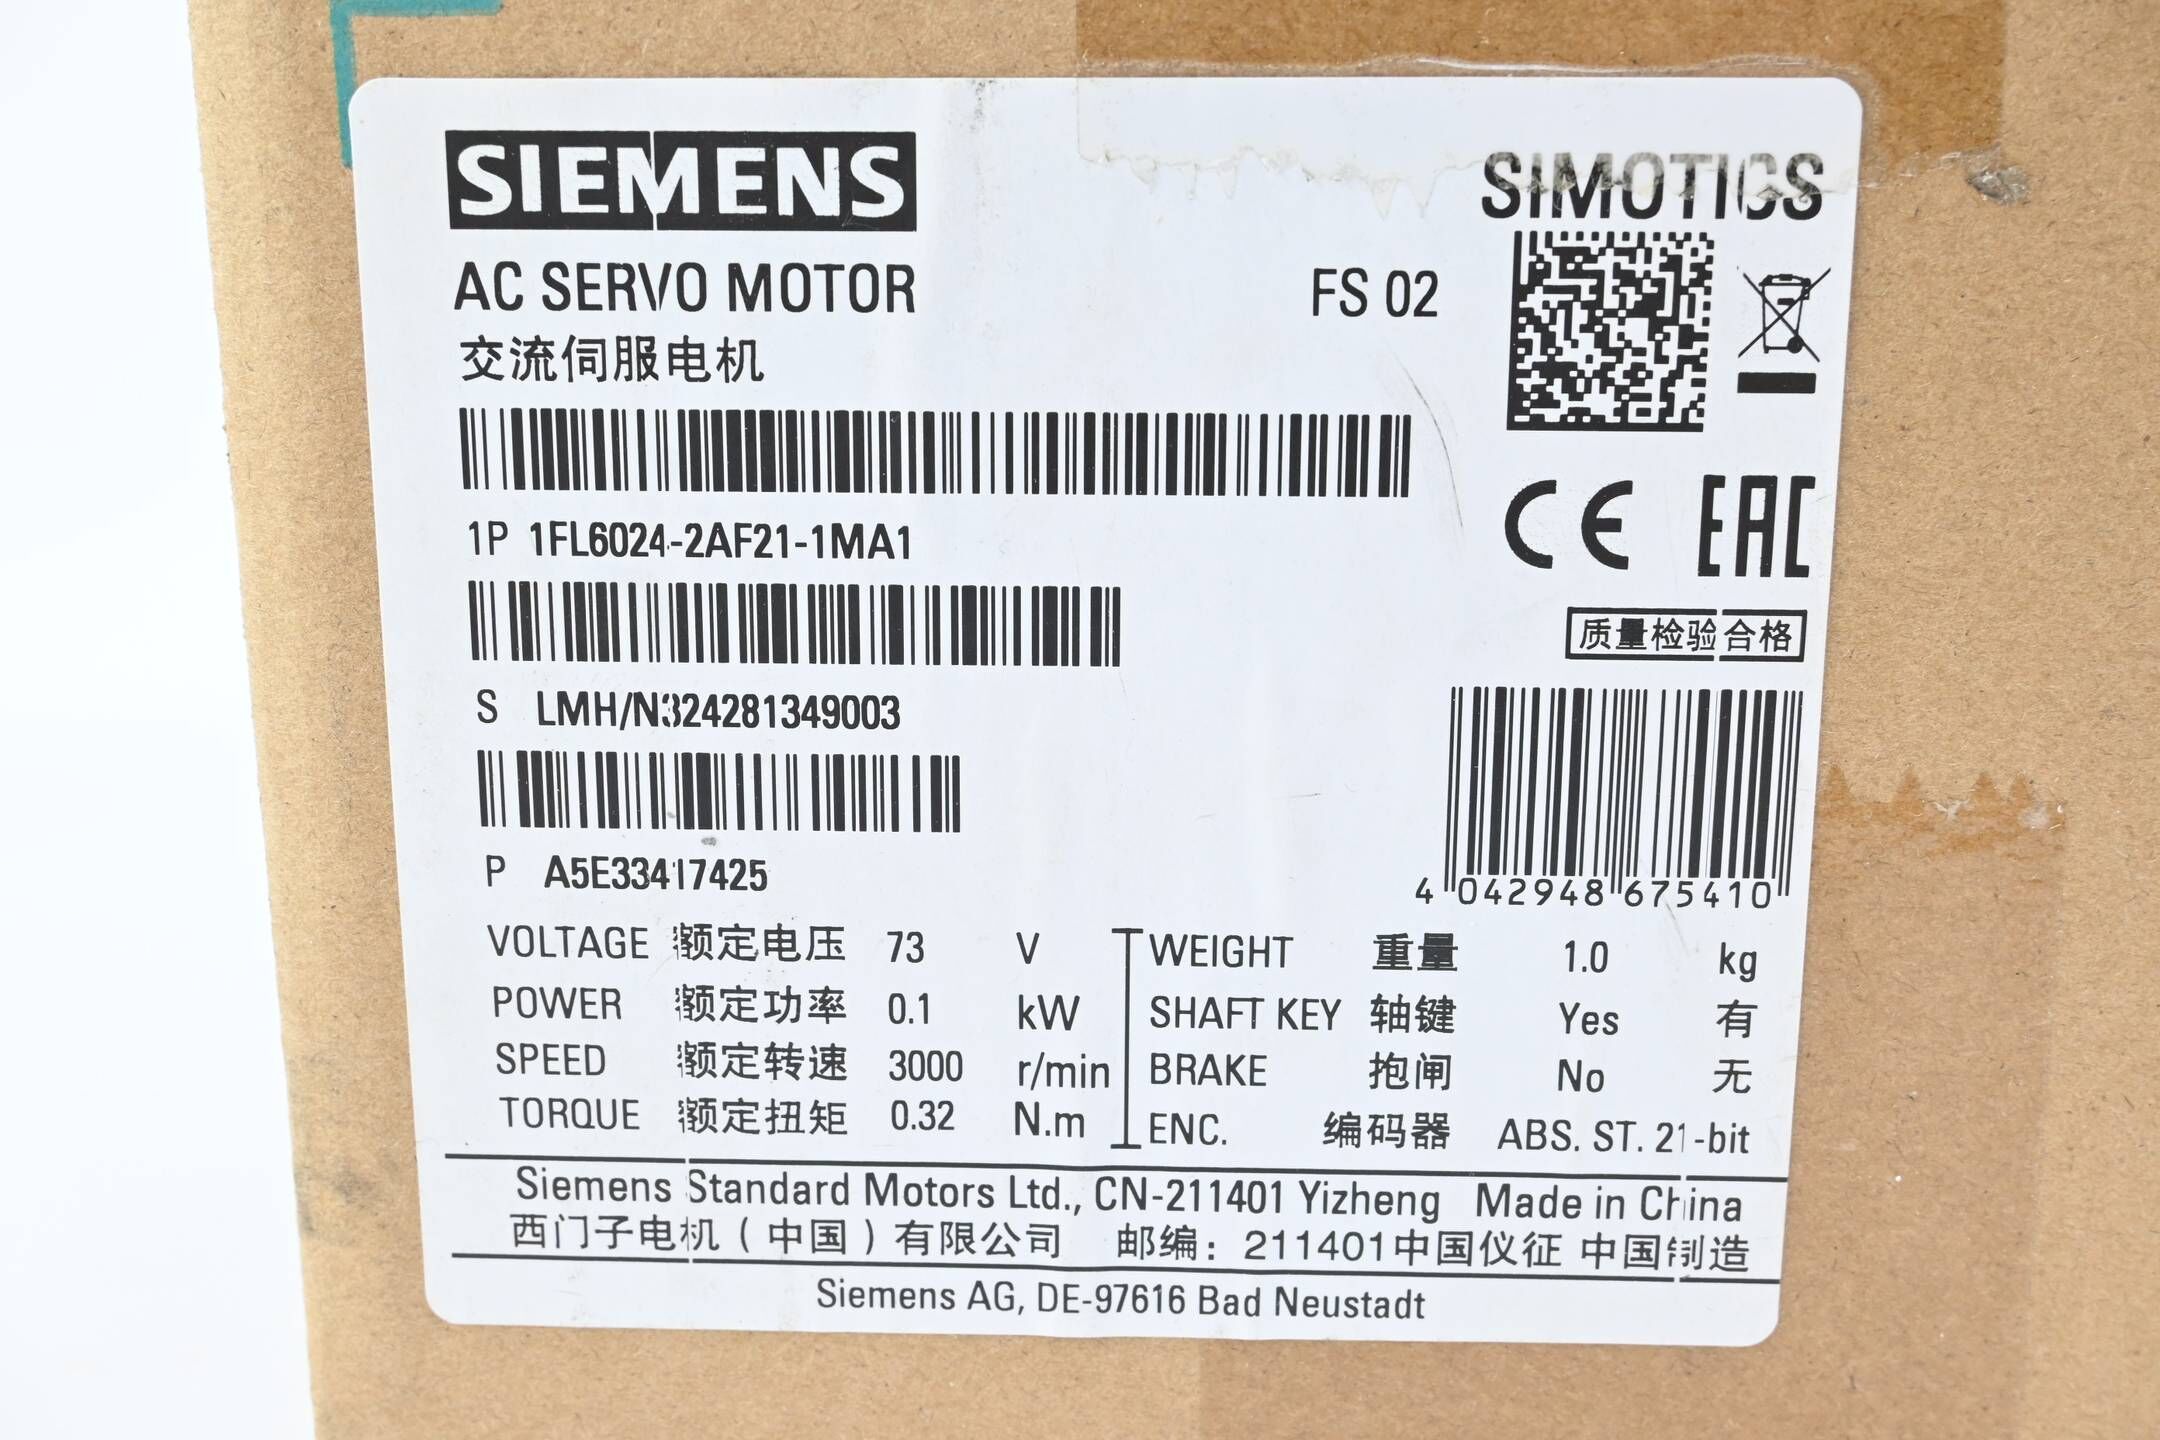 SIEMENS
SIMOTICS
AC SERVO MOTOR
FS 02
交流伺服电机
1P 1FL6024-2AF21-1MA1
CE
EAC
质量检验合格
S LMH/N324281349003
P A5E33417425
4 042948 675410
VOLTAGE 额定电压 73 V
POWER 额定功率 0.1 kW
SPEED 额定转速 3000 r/min
TORQUE 额定扭矩 0.32 N.m
WEIGHT 重量 1.0 kg
SHAFT KEY 轴键 Yes 有
BRAKE 抱闸 No 无
ENC. 编码器 ABS. ST. 21-bit
Siemens Standard Motors Ltd., CN-211401 Yizheng Made in China
西门子电机（中国）有限公司 邮编：211401中国仪征 中国制造
Siemens AG, DE-97616 Bad Neustadt